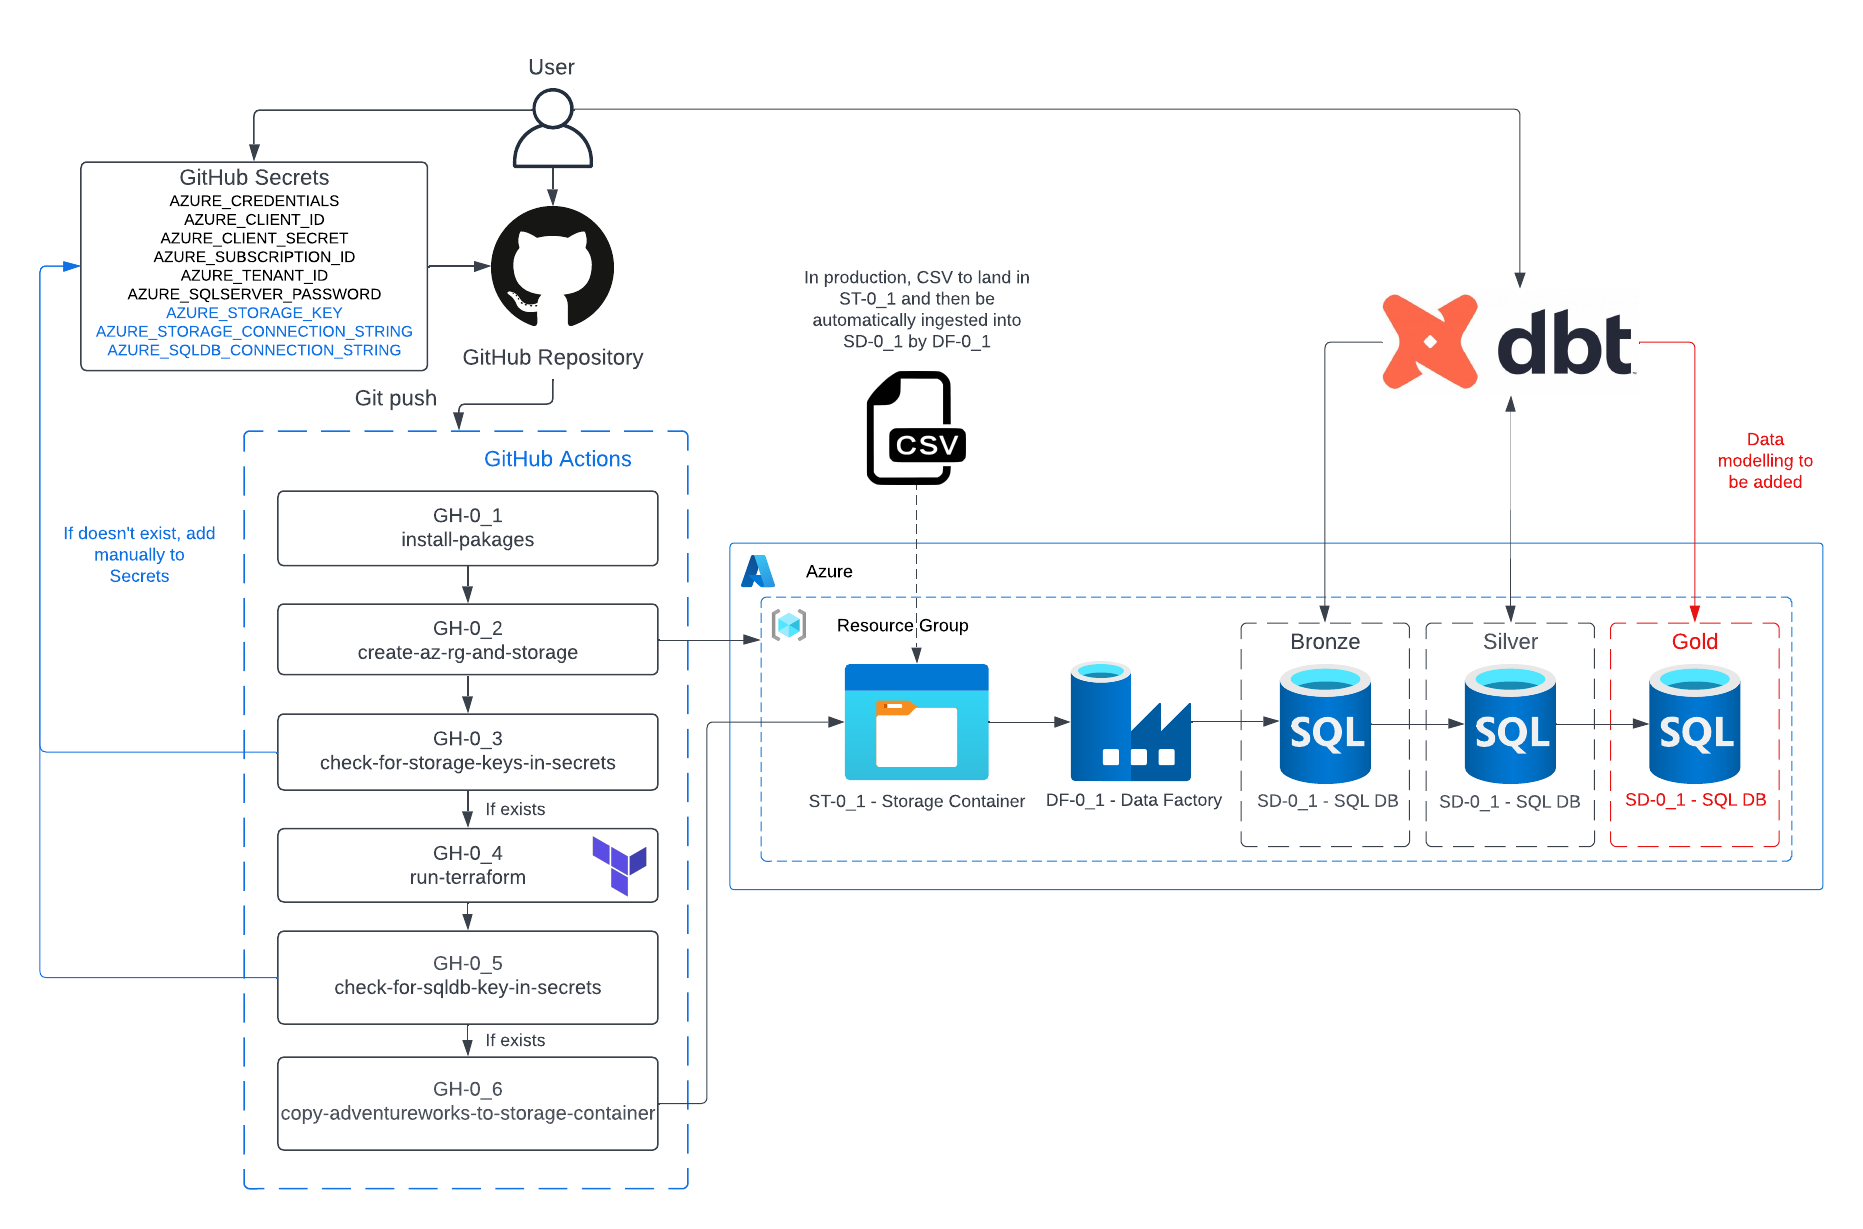 User
GitHub Secrets
AZURE_CREDENTIALS
AZURE_CLIENT_ID
AZURE_CLIENT_SECRET
AZURE_SUBSCRIPTION_ID
AZURE_TENANT_ID
AZURE_SQLSERVER_PASSWORD
AZURE_STORAGE_KEY
AZURE_STORAGE_CONNECTION_STRING
AZURE_SQLDB_CONNECTION_STRING
GitHub Repository
Git push
GitHub Actions
If doesn't exist, add
manually to
Secrets
GH-0_1
install-pakages
GH-0_2
create-az-rg-and-storage
GH-0_3
check-for-storage-keys-in-secrets
If exists
GH-0_4
run-terraform
GH-0_5
check-for-sqldb-key-in-secrets
If exists
GH-0_6
copy-adventureworks-to-storage-container
In production, CSV to land in
ST-0_1 and then be
automatically ingested into
SD-0_1 by DF-0_1
CSV
dbt
Data
modelling to
be added
Azure
Resource Group
ST-0_1 - Storage Container
DF-0_1 - Data Factory
Bronze
SQL
SD-0_1 - SQL DB
Silver
SQL
SD-0_1 - SQL DB
Gold
SQL
SD-0_1 - SQL DB